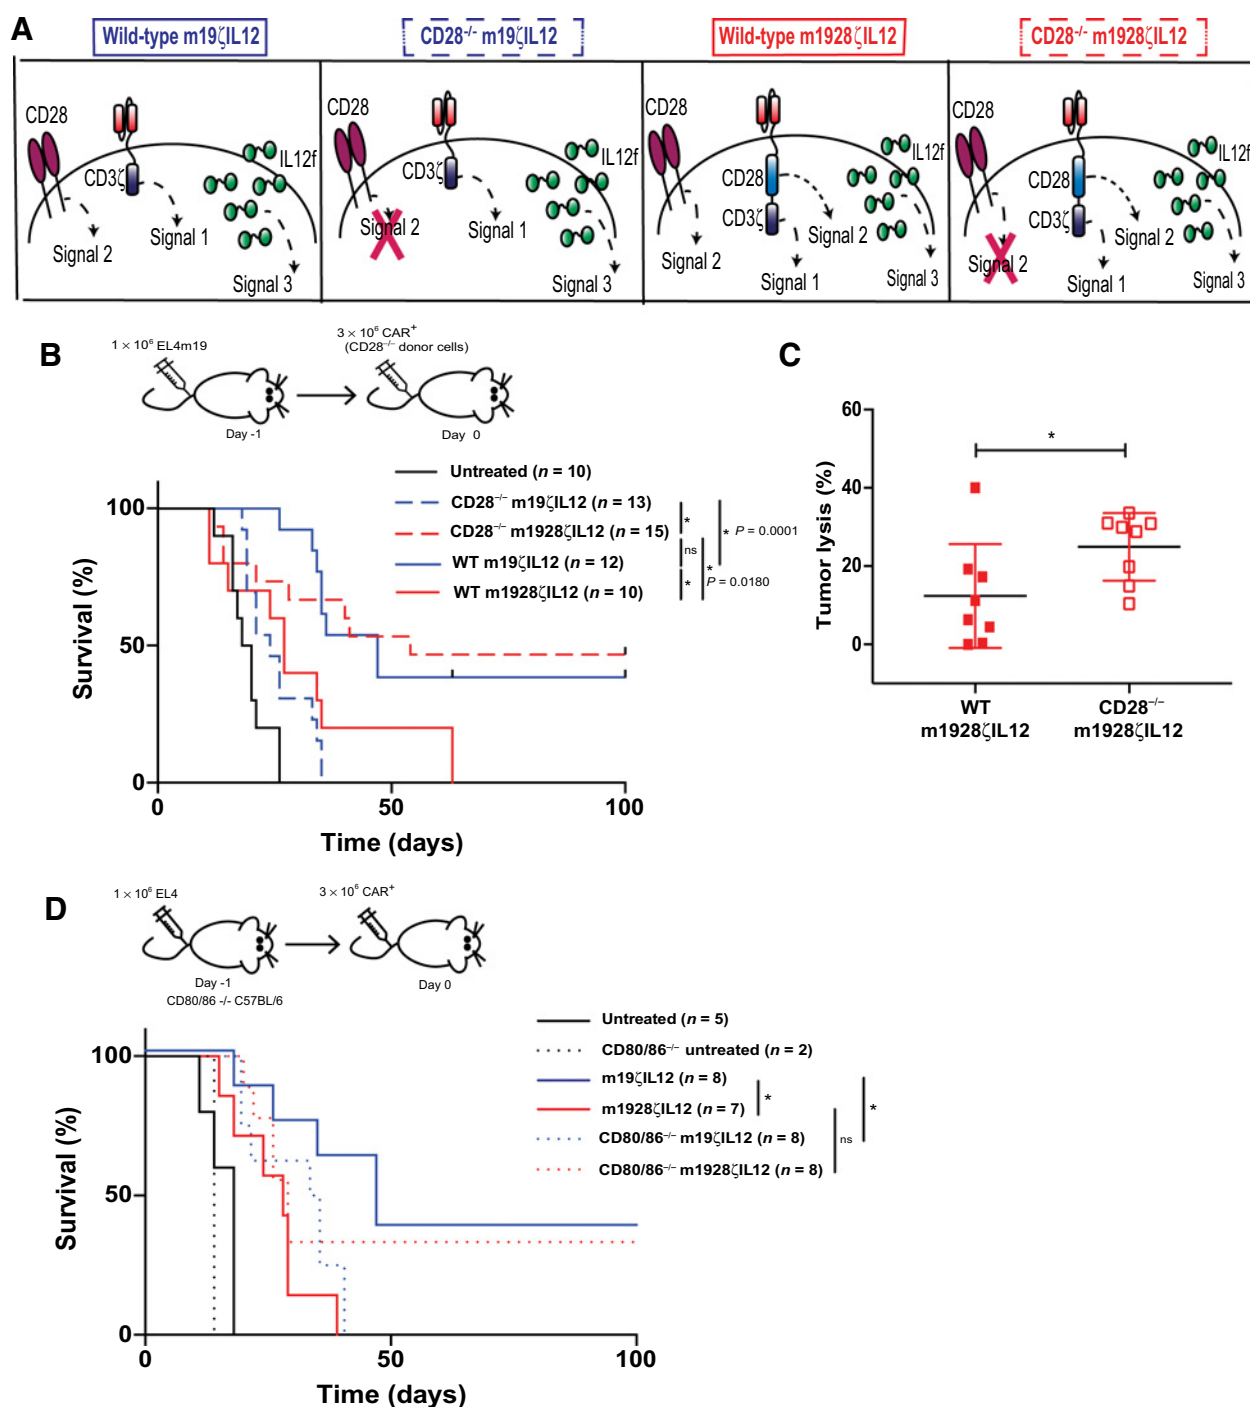 A
Wild-type m19ζIL12
CD28⁻/⁻ m19ζIL12
Wild-type m1928ζIL12
CD28⁻/⁻ m1928ζIL12
CD28
CD3ζ
IL12f
Signal 2
Signal 1
Signal 3
CD28
CD3ζ
IL12f
Signal 2
Signal 1
Signal 3
CD28
CD28
CD3ζ
IL12f
Signal 2
Signal 2
Signal 1
Signal 3
CD28
CD28
CD3ζ
IL12f
Signal 2
Signal 2
Signal 1
Signal 3
B
1 × 10⁶ EL4m19
3 × 10⁶ CAR⁺
(CD28⁻/⁻ donor cells)
Day -1
Day 0
Untreated (n = 10)
CD28⁻/⁻ m19ζIL12 (n = 13)
CD28⁻/⁻ m1928ζIL12 (n = 15)
WT m19ζIL12 (n = 12)
WT m1928ζIL12 (n = 10)
*
ns
*
*
P = 0.0180
*
P = 0.0001
Survival (%)
100
50
0
0
50
100
Time (days)
C
Tumor lysis (%)
60
40
20
0
*
WT
m1928ζIL12
CD28⁻/⁻
m1928ζIL12
D
1 × 10⁶ EL4
3 × 10⁶ CAR⁺
Day -1
CD80/86 -/- C57BL/6
Day 0
Untreated (n = 5)
CD80/86⁻/⁻ untreated (n = 2)
m19ζIL12 (n = 8)
m1928ζIL12 (n = 7)
CD80/86⁻/⁻ m19ζIL12 (n = 8)
CD80/86⁻/⁻ m1928ζIL12 (n = 8)
*
ns
*
Survival (%)
100
50
0
0
50
100
Time (days)